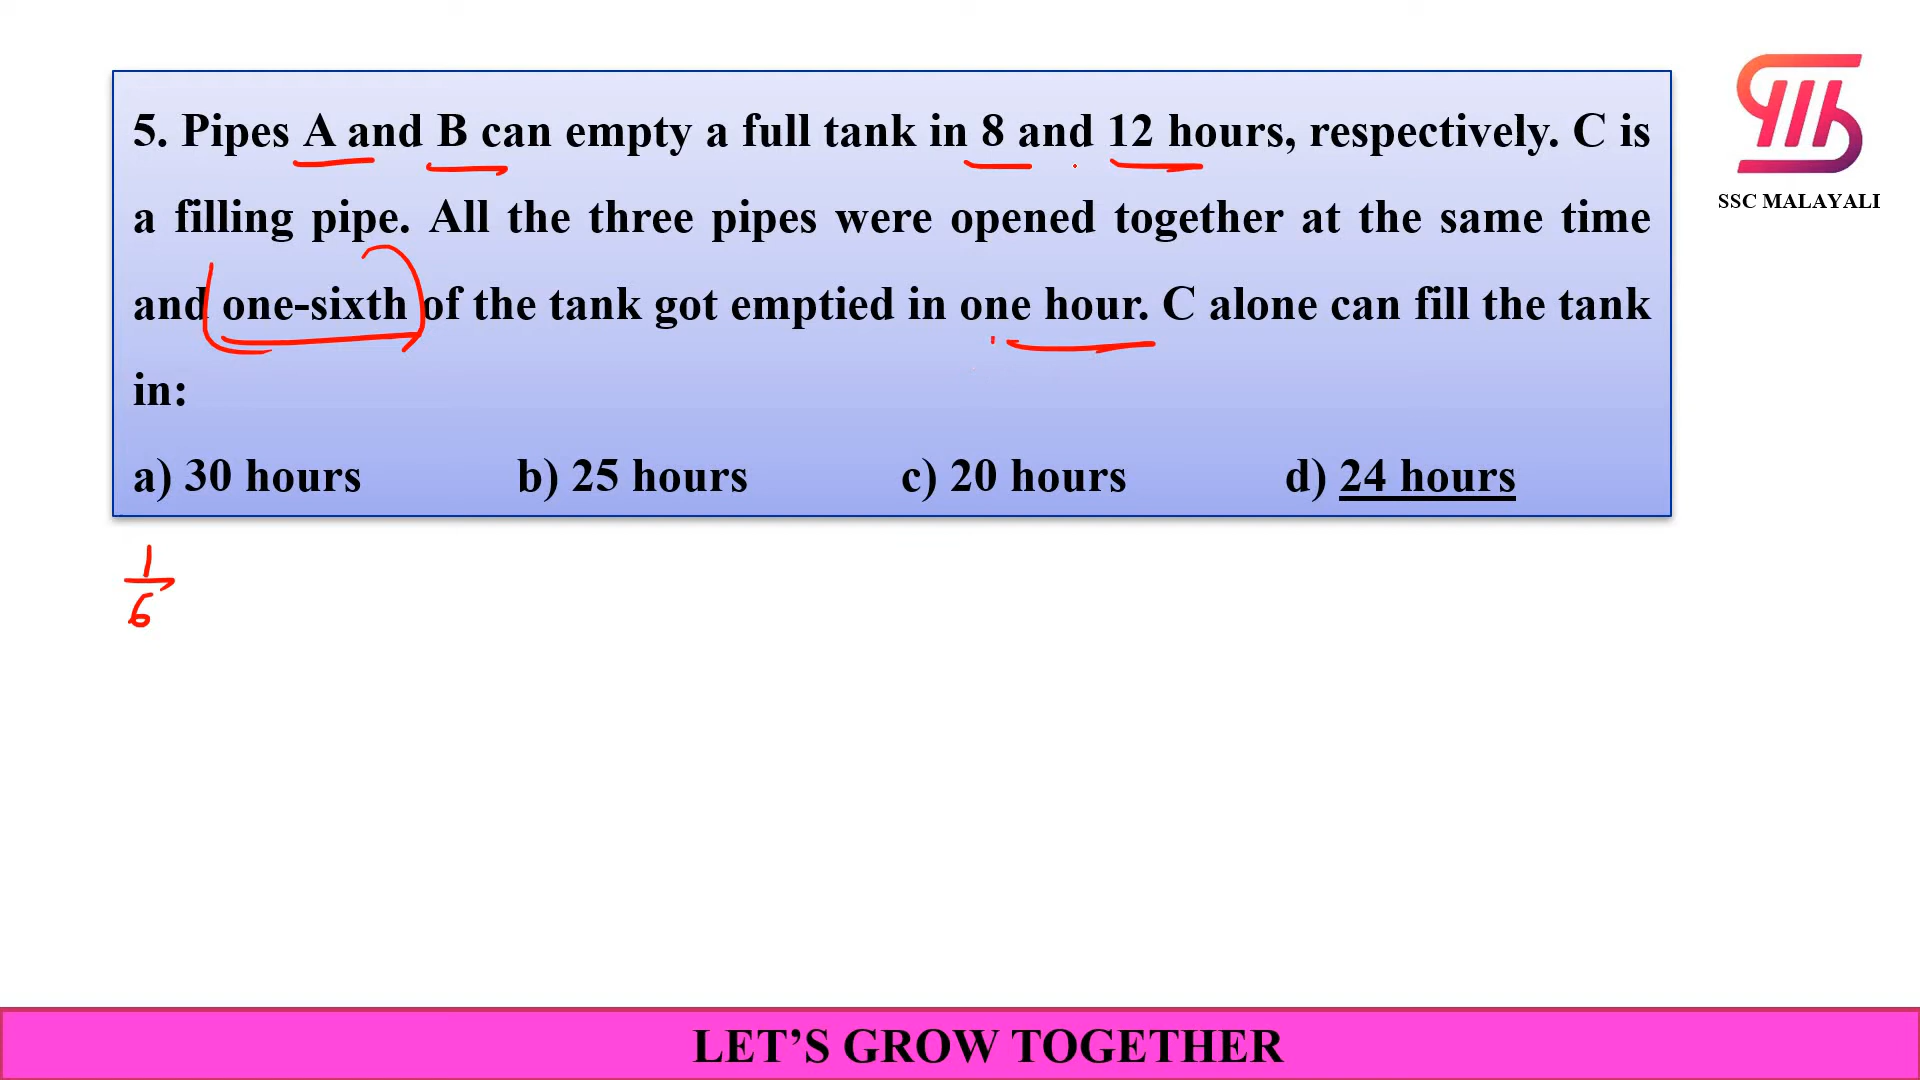 5. Pipes A and B can empty a full tank in 8 and 12 hours, respectively. C is
a filling pipe. All the three pipes were opened together at the same time
and one-sixth of the tank got emptied in one hour. C alone can fill the tank
in:
a) 30 hours b) 25 hours c) 20 hours d) 24 hours
1
6
SSC MALAYALI
LET’S GROW TOGETHER